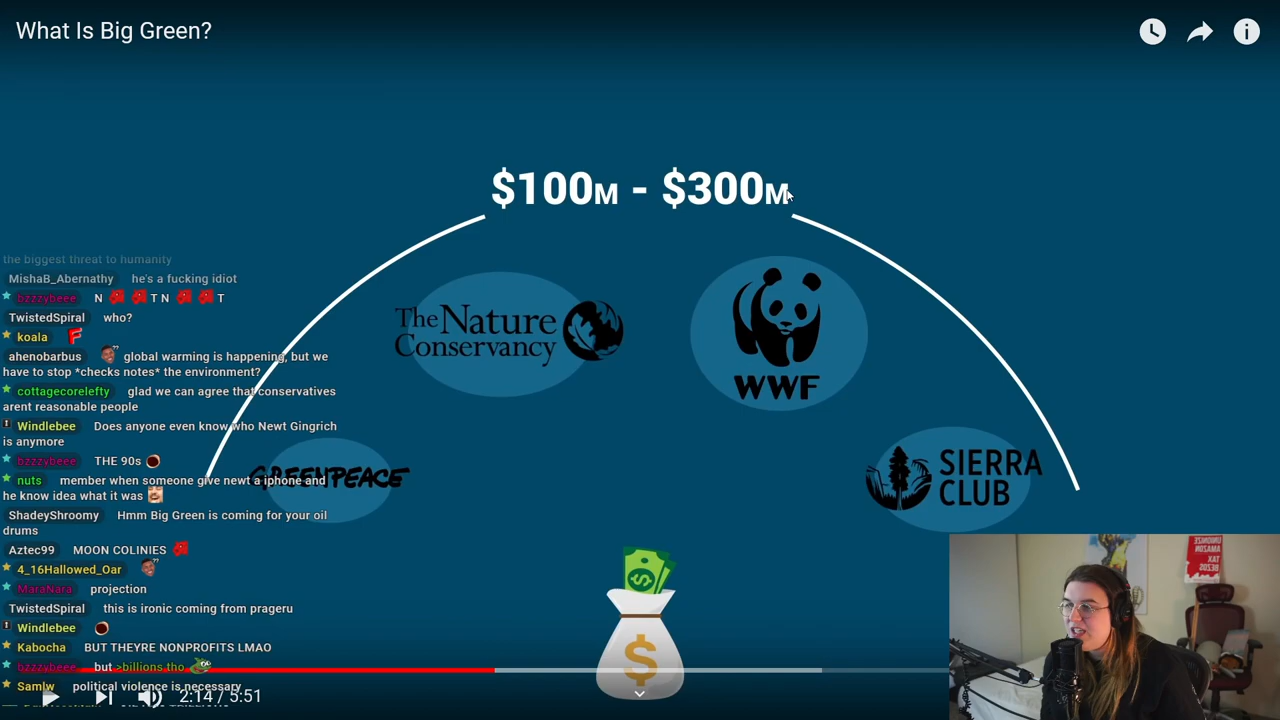 What Is Big Green?
$100M - $300M
The Nature
Conservancy
WWF
GREENPEACE
SIERRA
CLUB
the biggest threat to humanity
MishaB_Abernathy he's a fucking idiot
bzzzybeee N T N T
TwistedSpiral who?
koala F
ahenobarbus global warming is happening, but we
have to stop *checks notes* the environment?
cottagecorelefty glad we can agree that conservatives
arent reasonable people
Windlebee Does anyone even know who Newt Gingrich
is anymore
bzzzybeee THE 90s
nuts member when someone give newt a iphone and
he know idea what it was
ShadeyShroomy Hmm Big Green is coming for your oil
drums
Aztec99 MOON COLINIES
4_16Hallowed_Oar
MaraNara projection
TwistedSpiral this is ironic coming from prageru
Windlebee
Kabocha BUT THEYRE NONPROFITS LMAO
bzzzybeee but >billions tho
Samlw political violence is necessary
2:14 / 5:51
UNIONIZE
AMAZON
TAX
BEZOS